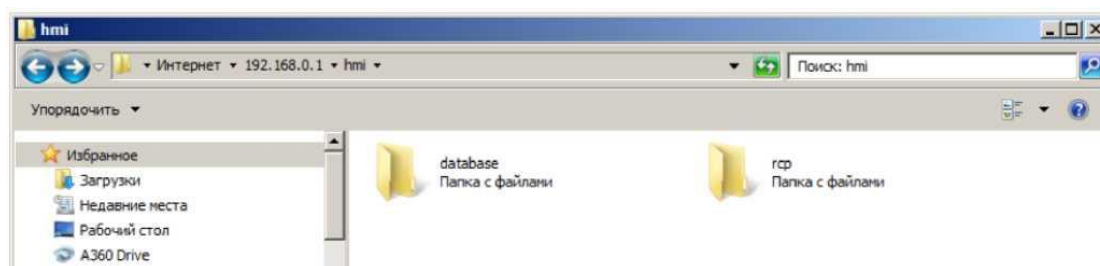 hmi
Интернет 192.168.0.1 hmi
Поиск: hmi
Упорядочить
Избранное
Загрузки
Недавние места
Рабочий стол
A360 Drive
database
Папка с файлами
rcp
Папка с файлами